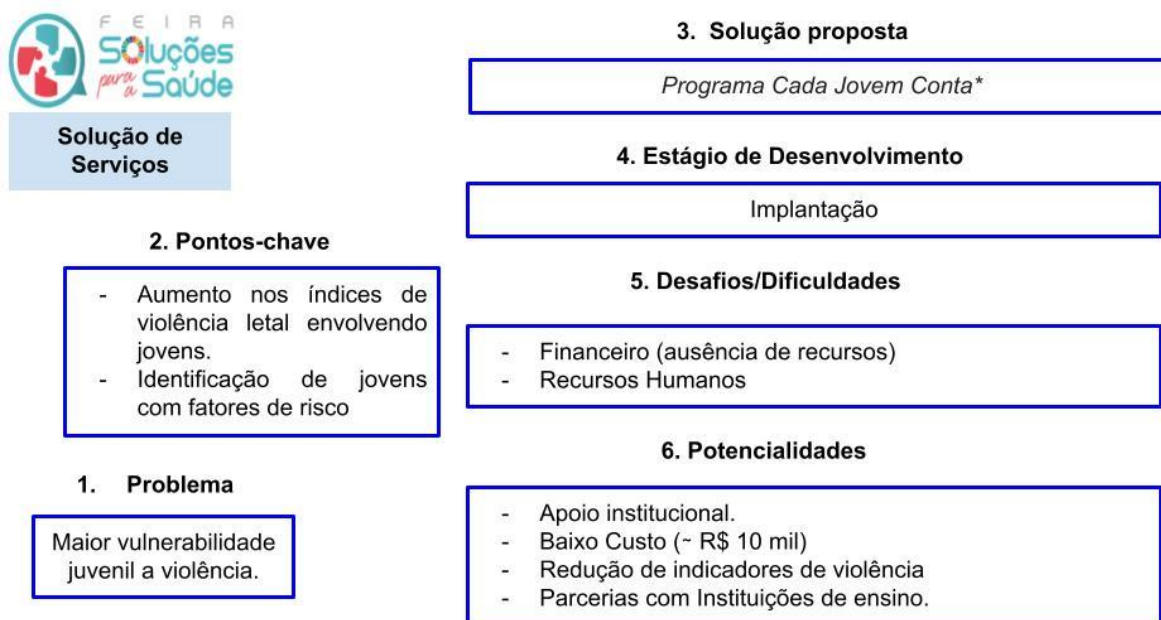 FEIRA
Soluções
para a Saúde
Solução de
Serviços
1. Problema
Maior vulnerabilidade
juvenil a violência.
2. Pontos-chave
- Aumento nos índices de
violência letal envolvendo
jovens.
- Identificação de jovens
com fatores de risco
3. Solução proposta
Programa Cada Jovem Conta*
4. Estágio de Desenvolvimento
Implantação
5. Desafios/Dificuldades
- Financeiro (ausência de recursos)
- Recursos Humanos
6. Potencialidades
- Apoio institucional.
- Baixo Custo (~ R$ 10 mil)
- Redução de indicadores de violência
- Parcerias com Instituições de ensino.